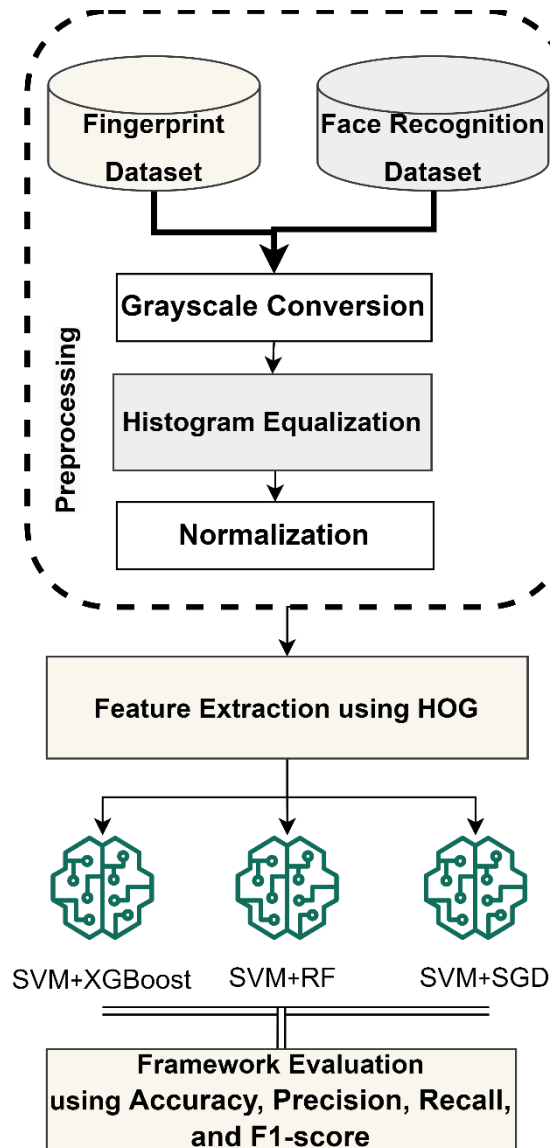 Fingerprint
Dataset
Face Recognition
Dataset
Grayscale Conversion
Preprocessing
Histogram Equalization
Normalization
Feature Extraction using HOG
SVM+XGBoost
SVM+RF
SVM+SGD
Framework Evaluation
using Accuracy, Precision, Recall,
and F1-score